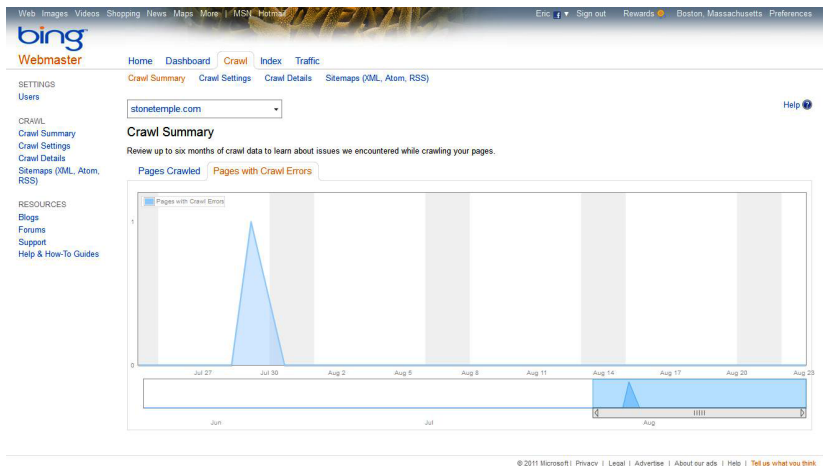 Web Images Videos Shopping News Maps More | MSN Hotmail
Eric ▼ Sign out Rewards Boston, Massachusetts Preferences
bing
Webmaster
Home Dashboard Crawl Index Traffic
Crawl Summary Crawl Settings Crawl Details Sitemaps (XML, Atom, RSS)
SETTINGS
Users
CRAWL
Crawl Summary
Crawl Settings
Crawl Details
Sitemaps (XML, Atom,
RSS)
RESOURCES
Blogs
Forums
Support
Help & How-To Guides
stonetemple.com
Help ?
Crawl Summary
Review up to six months of crawl data to learn about issues we encountered while crawling your pages.
Pages Crawled Pages with Crawl Errors
Pages with Crawl Errors
1
0
Jul 27 Jul 30 Aug 2 Aug 5 Aug 8 Aug 11 Aug 14 Aug 17 Aug 20 Aug 23
Jun Jul Aug
© 2011 Microsoft | Privacy | Legal | Advertise | About our ads | Help | Tell us what you think